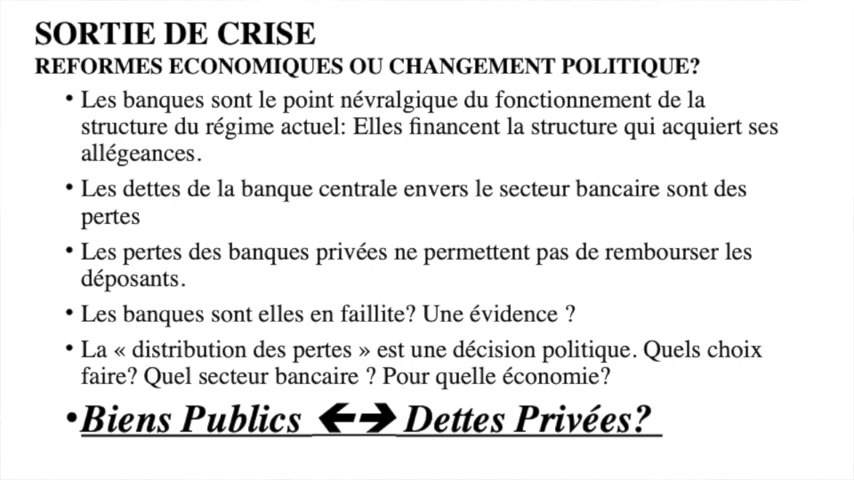 SORTIE DE CRISE
REFORMES ECONOMIQUES OU CHANGEMENT POLITIQUE?
• Les banques sont le point névralgique du fonctionnement de la
structure du régime actuel: Elles financent la structure qui acquiert ses
allégeances.
• Les dettes de la banque centrale envers le secteur bancaire sont des
pertes
• Les pertes des banques privées ne permettent pas de rembourser les
déposants.
• Les banques sont elles en faillite? Une évidence ?
• La « distribution des pertes » est une décision politique. Quels choix
faire? Quel secteur bancaire ? Pour quelle économie?
•Biens Publics 🡸🡺 Dettes Privées?